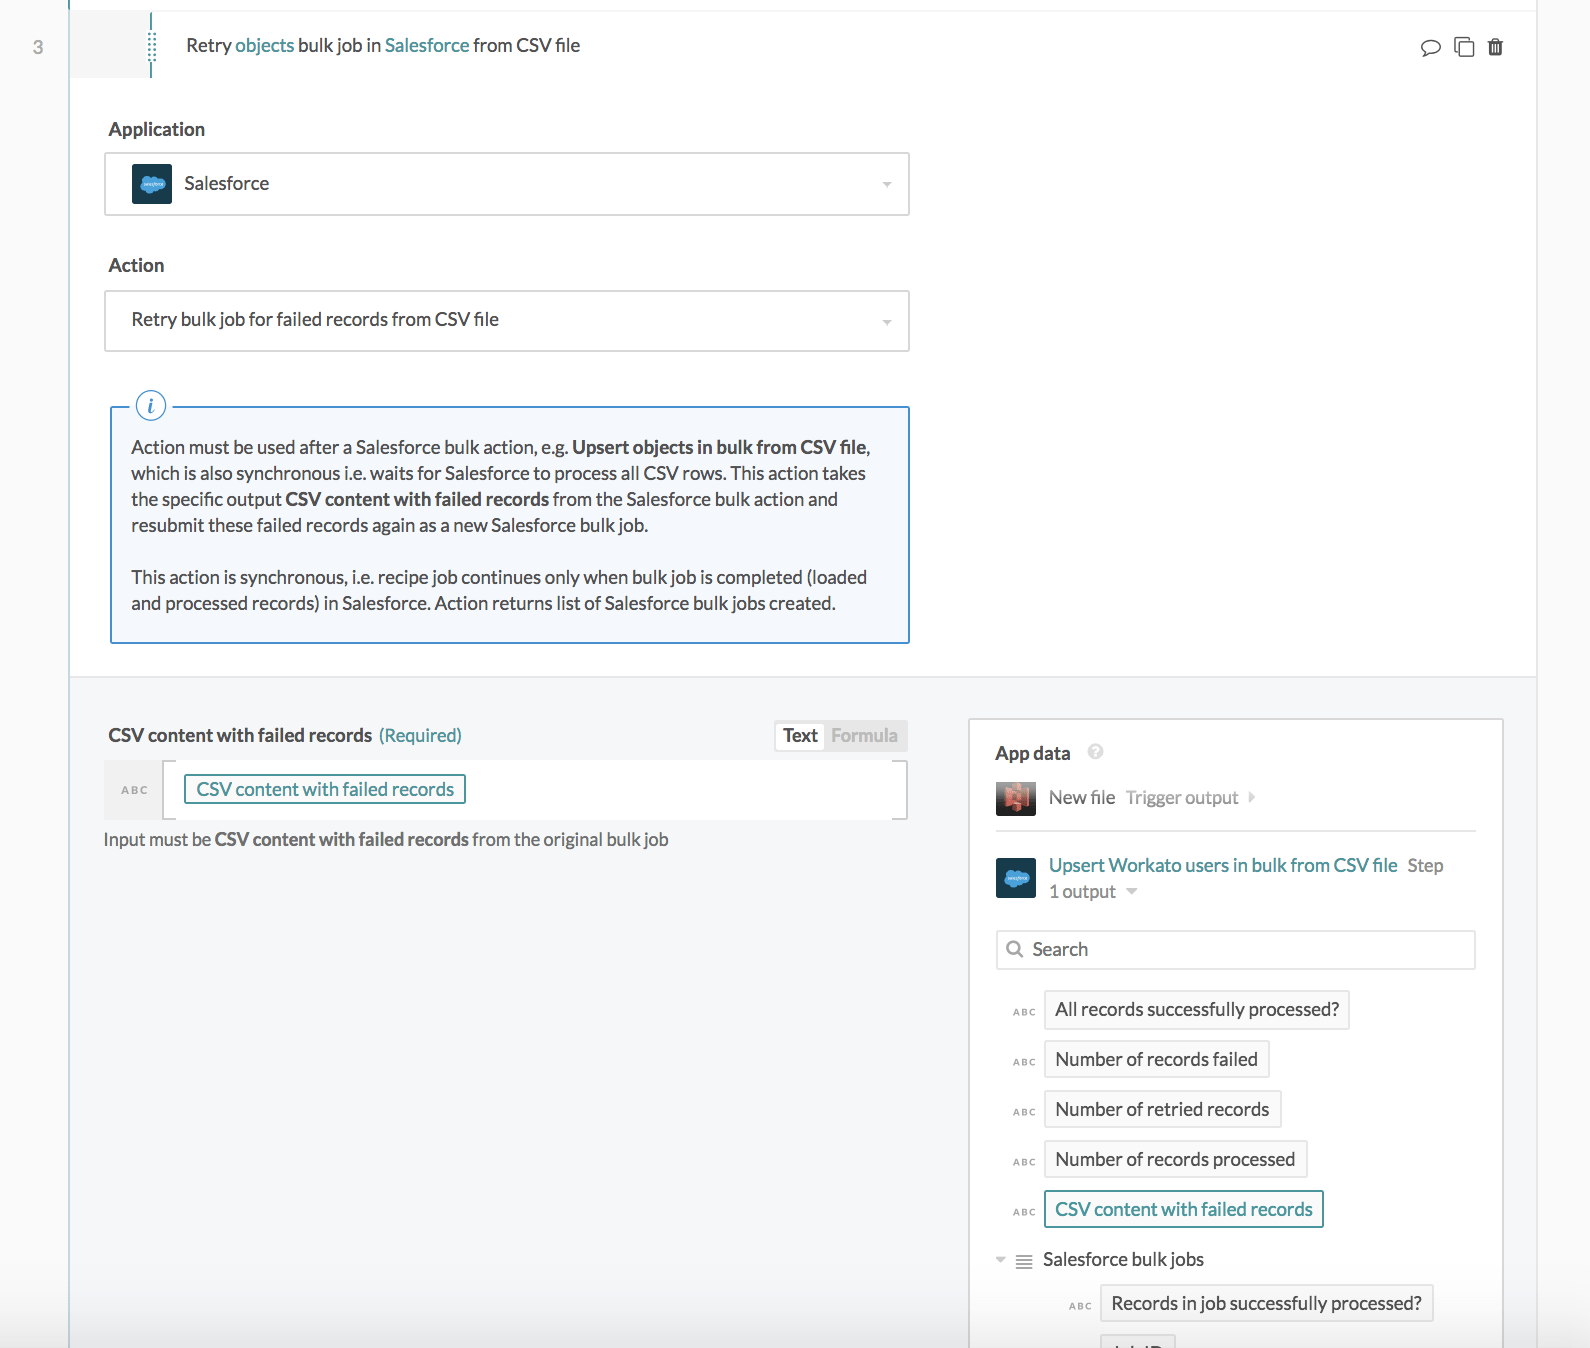 3
Retry objects bulk job in Salesforce from CSV file
Application
Salesforce
Action
Retry bulk job for failed records from CSV file
i
Action must be used after a Salesforce bulk action, e.g. Upsert objects in bulk from CSV file,
which is also synchronous i.e. waits for Salesforce to process all CSV rows. This action takes
the specific output CSV content with failed records from the Salesforce bulk action and
resubmit these failed records again as a new Salesforce bulk job.
This action is synchronous, i.e. recipe job continues only when bulk job is completed (loaded
and processed records) in Salesforce. Action returns list of Salesforce bulk jobs created.
CSV content with failed records (Required)
Text Formula
ABC CSV content with failed records
Input must be CSV content with failed records from the original bulk job
App data ?
New file Trigger output
Upsert Workato users in bulk from CSV file Step
1 output
Search
ABC All records successfully processed?
ABC Number of records failed
ABC Number of retried records
ABC Number of records processed
ABC CSV content with failed records
Salesforce bulk jobs
ABC Records in job successfully processed?